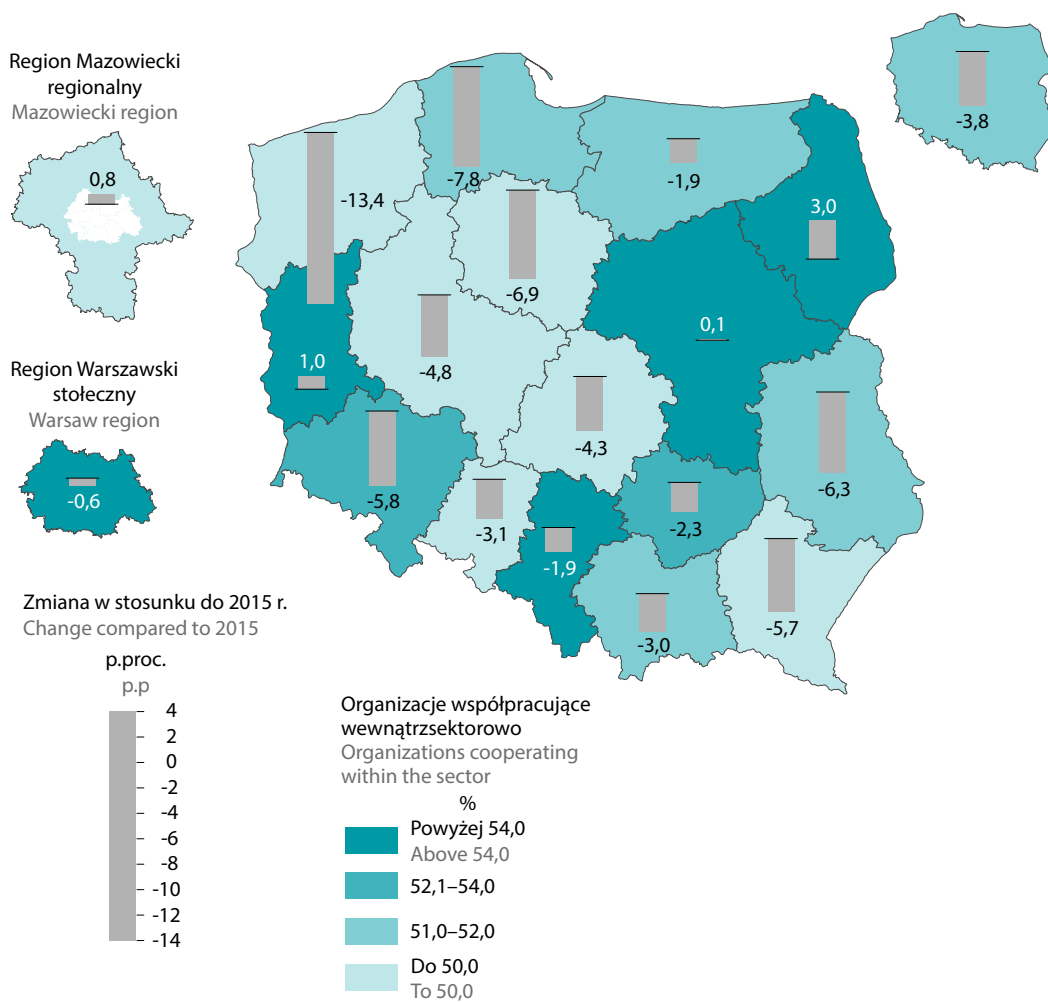 Region Mazowiecki
regionalny
Mazowiecki region
0,8
Region Warszawski
stołeczny
Warsaw region
-0,6
-3,8
-13,4
-7,8
-1,9
3,0
-6,9
0,1
1,0
-4,8
-4,3
-6,3
-5,8
-3,1
-1,9
-2,3
-3,0
-5,7
Zmiana w stosunku do 2015 r.
Change compared to 2015
p.proc.
p.p
4
2
0
-2
-4
-6
-8
-10
-12
-14
Organizacje współpracujące
wewnątrzsektorowo
Organizations cooperating
within the sector
%
Powyżej 54,0
Above 54,0
52,1–54,0
51,0–52,0
Do 50,0
To 50,0